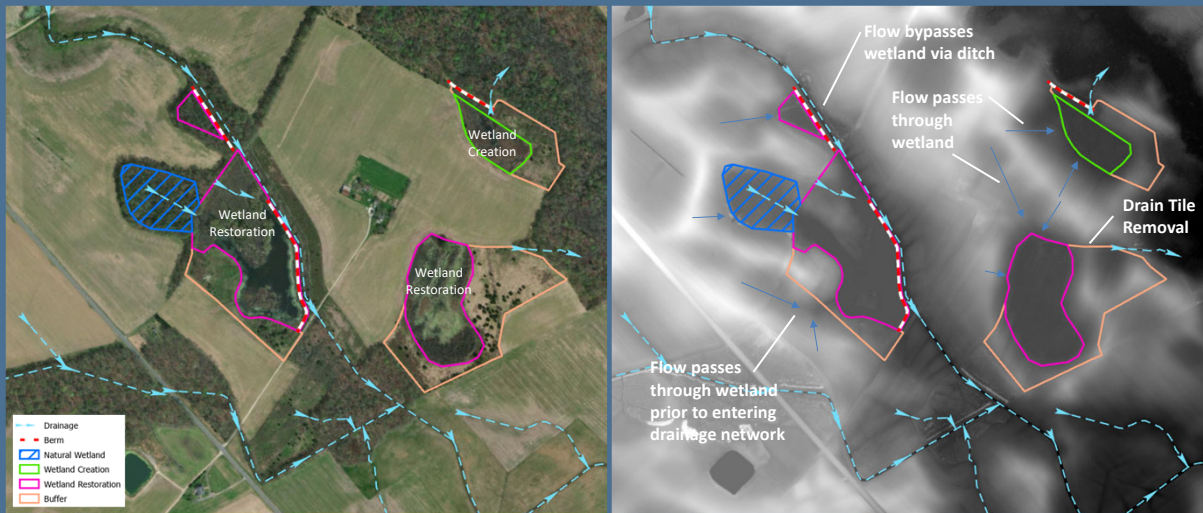 Wetland
Creation
Wetland
Restoration
Wetland
Restoration
Drainage
Berm
Natural Wetland
Wetland Creation
Wetland Restoration
Buffer
Flow bypasses
wetland via ditch
Flow passes
through
wetland
Drain Tile
Removal
Flow passes
through wetland
prior to entering
drainage network